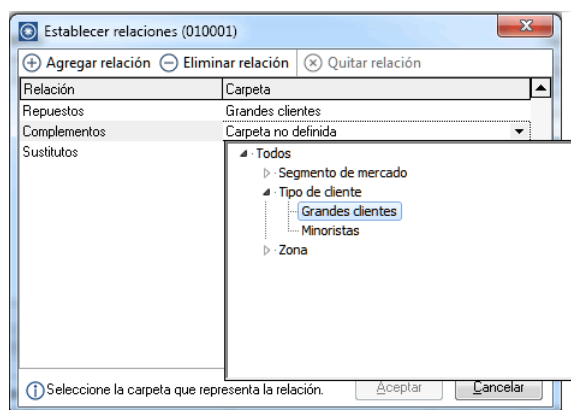 Establecer relaciones (010001)
Agregar relación Eliminar relación Quitar relación
Relación Carpeta
Repuestos Grandes clientes
Complementos Carpeta no definida
Sustitutos
Todos
Segmento de mercado
Tipo de cliente
Grandes clientes
Minoristas
Zona
Seleccione la carpeta que representa la relación. Aceptar Cancelar